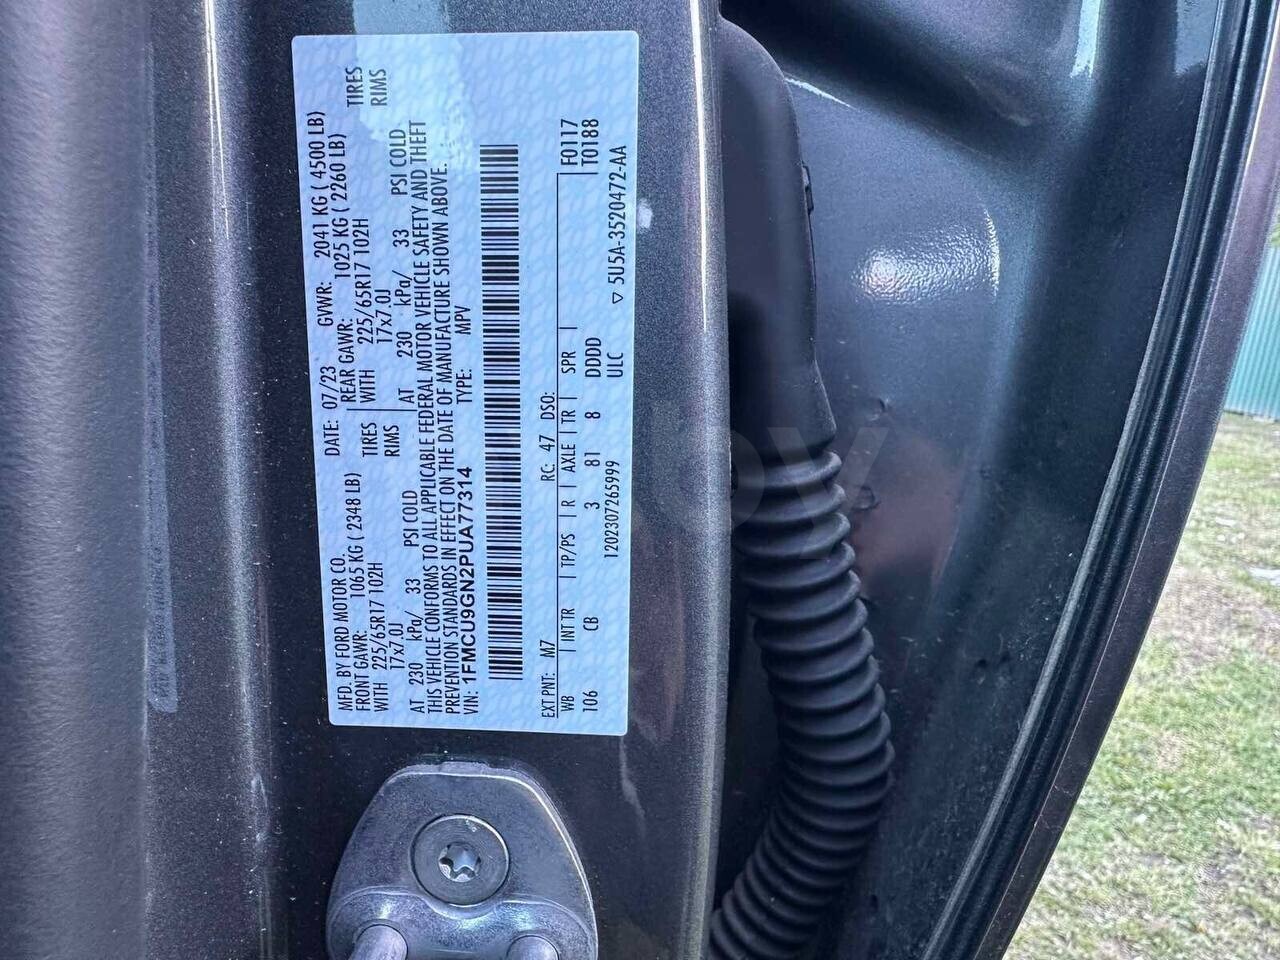 MFD. BY FORD MOTOR CO. DATE: 07/23 GVWR: 2041 KG ( 4500 LB)
FRONT GAWR: 1065 KG ( 2348 LB) REAR GAWR: 1025 KG ( 2260 LB)
WITH 225/65R17 102H TIRES WITH 225/65R17 102H TIRES
17x7.0J RIMS 17x7.0J RIMS
AT 230 kPa/ 33 PSI COLD AT 230 kPa/ 33 PSI COLD
THIS VEHICLE CONFORMS TO ALL APPLICABLE FEDERAL MOTOR VEHICLE SAFETY AND THEFT
PREVENTION STANDARDS IN EFFECT ON THE DATE OF MANUFACTURE SHOWN ABOVE.
VIN: 1FMCU9GN2PUA77314 TYPE: MPV
EXT PNT: M7 RC: 47 DSO: F0117
WB INT TR TP/PS R AXLE TR SPR T0188
106 CB 3 81 8 DDDD
1202307265999 ULC ▽ 5U5A-3520472-AA